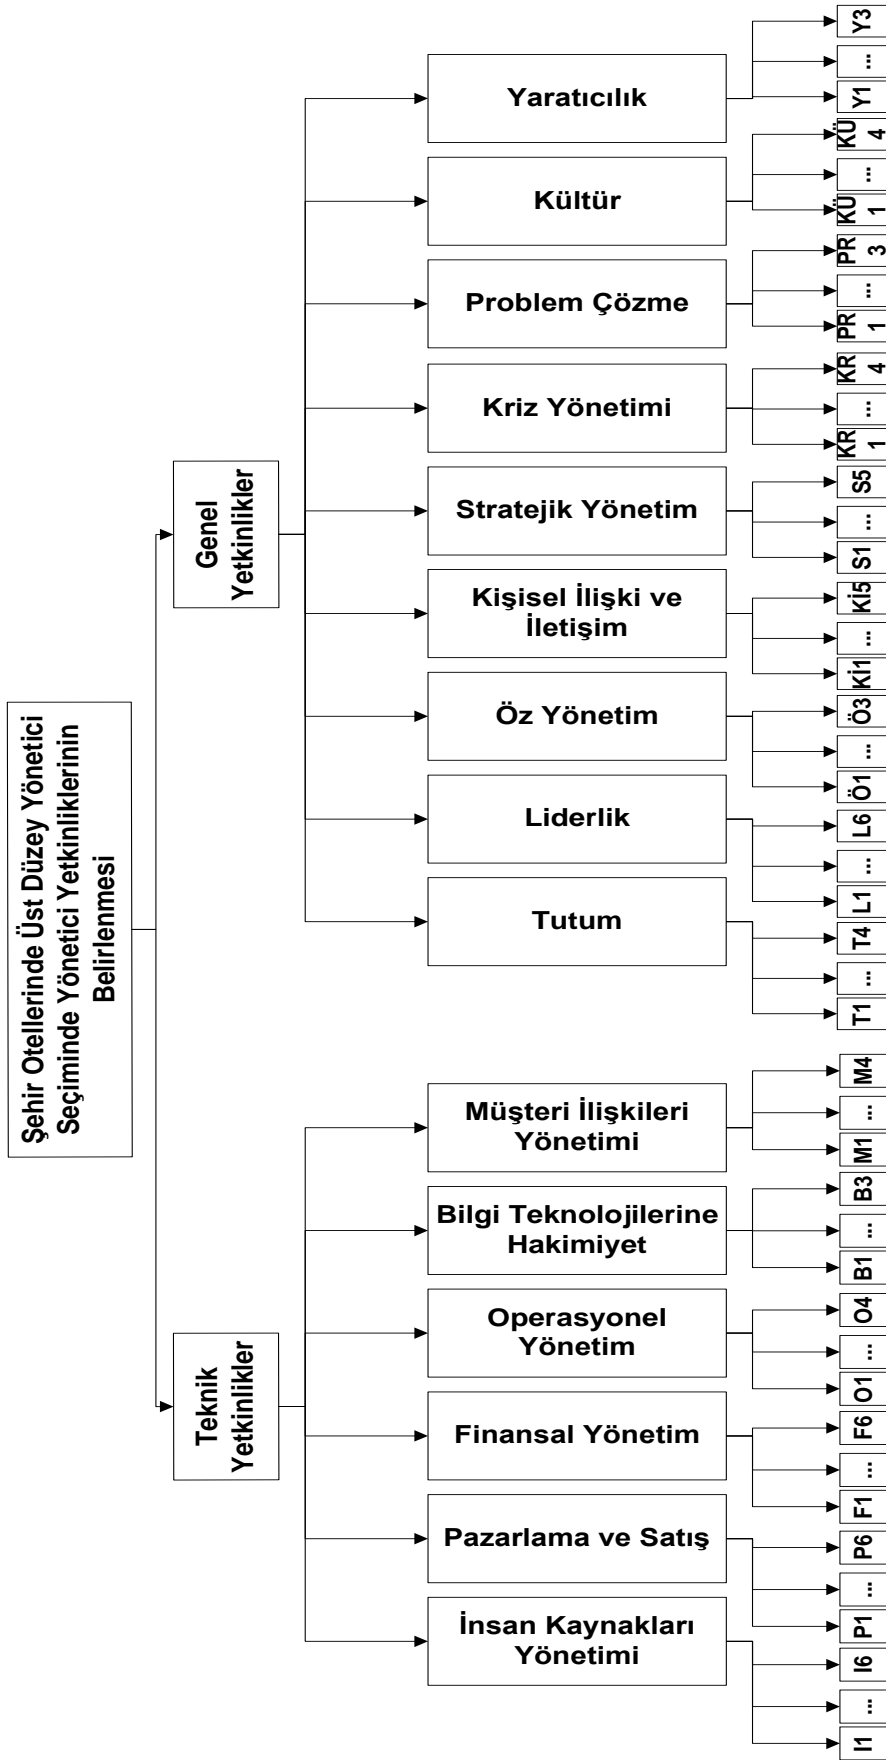 Şehir Otellerinde Üst Düzey Yönetici
Seçiminde Yönetici Yetkinliklerinin
Belirlenmesi
Teknik
Yetkinlikler
Genel
Yetkinlikler
İnsan Kaynakları
Yönetimi
Pazarlama ve Satış
Finansal Yönetim
Operasyonel
Yönetim
Bilgi Teknolojilerine
Hakimiyet
Müşteri İlişkileri
Yönetimi
Tutum
Liderlik
Öz Yönetim
Kişisel İlişki ve
İletişim
Stratejik Yönetim
Kriz Yönetimi
Problem Çözme
Kültür
Yaratıcılık
I1
...
I6
P1
...
P6
F1
...
F6
O1
...
O4
B1
...
B3
M1
...
M4
T1
...
T4
L1
...
L6
Ö1
...
Ö3
Kİ1
...
Kİ5
S1
...
S5
KR
1
...
KR
4
PR
1
...
PR
3
KÜ
1
...
KÜ
4
Y1
...
Y3